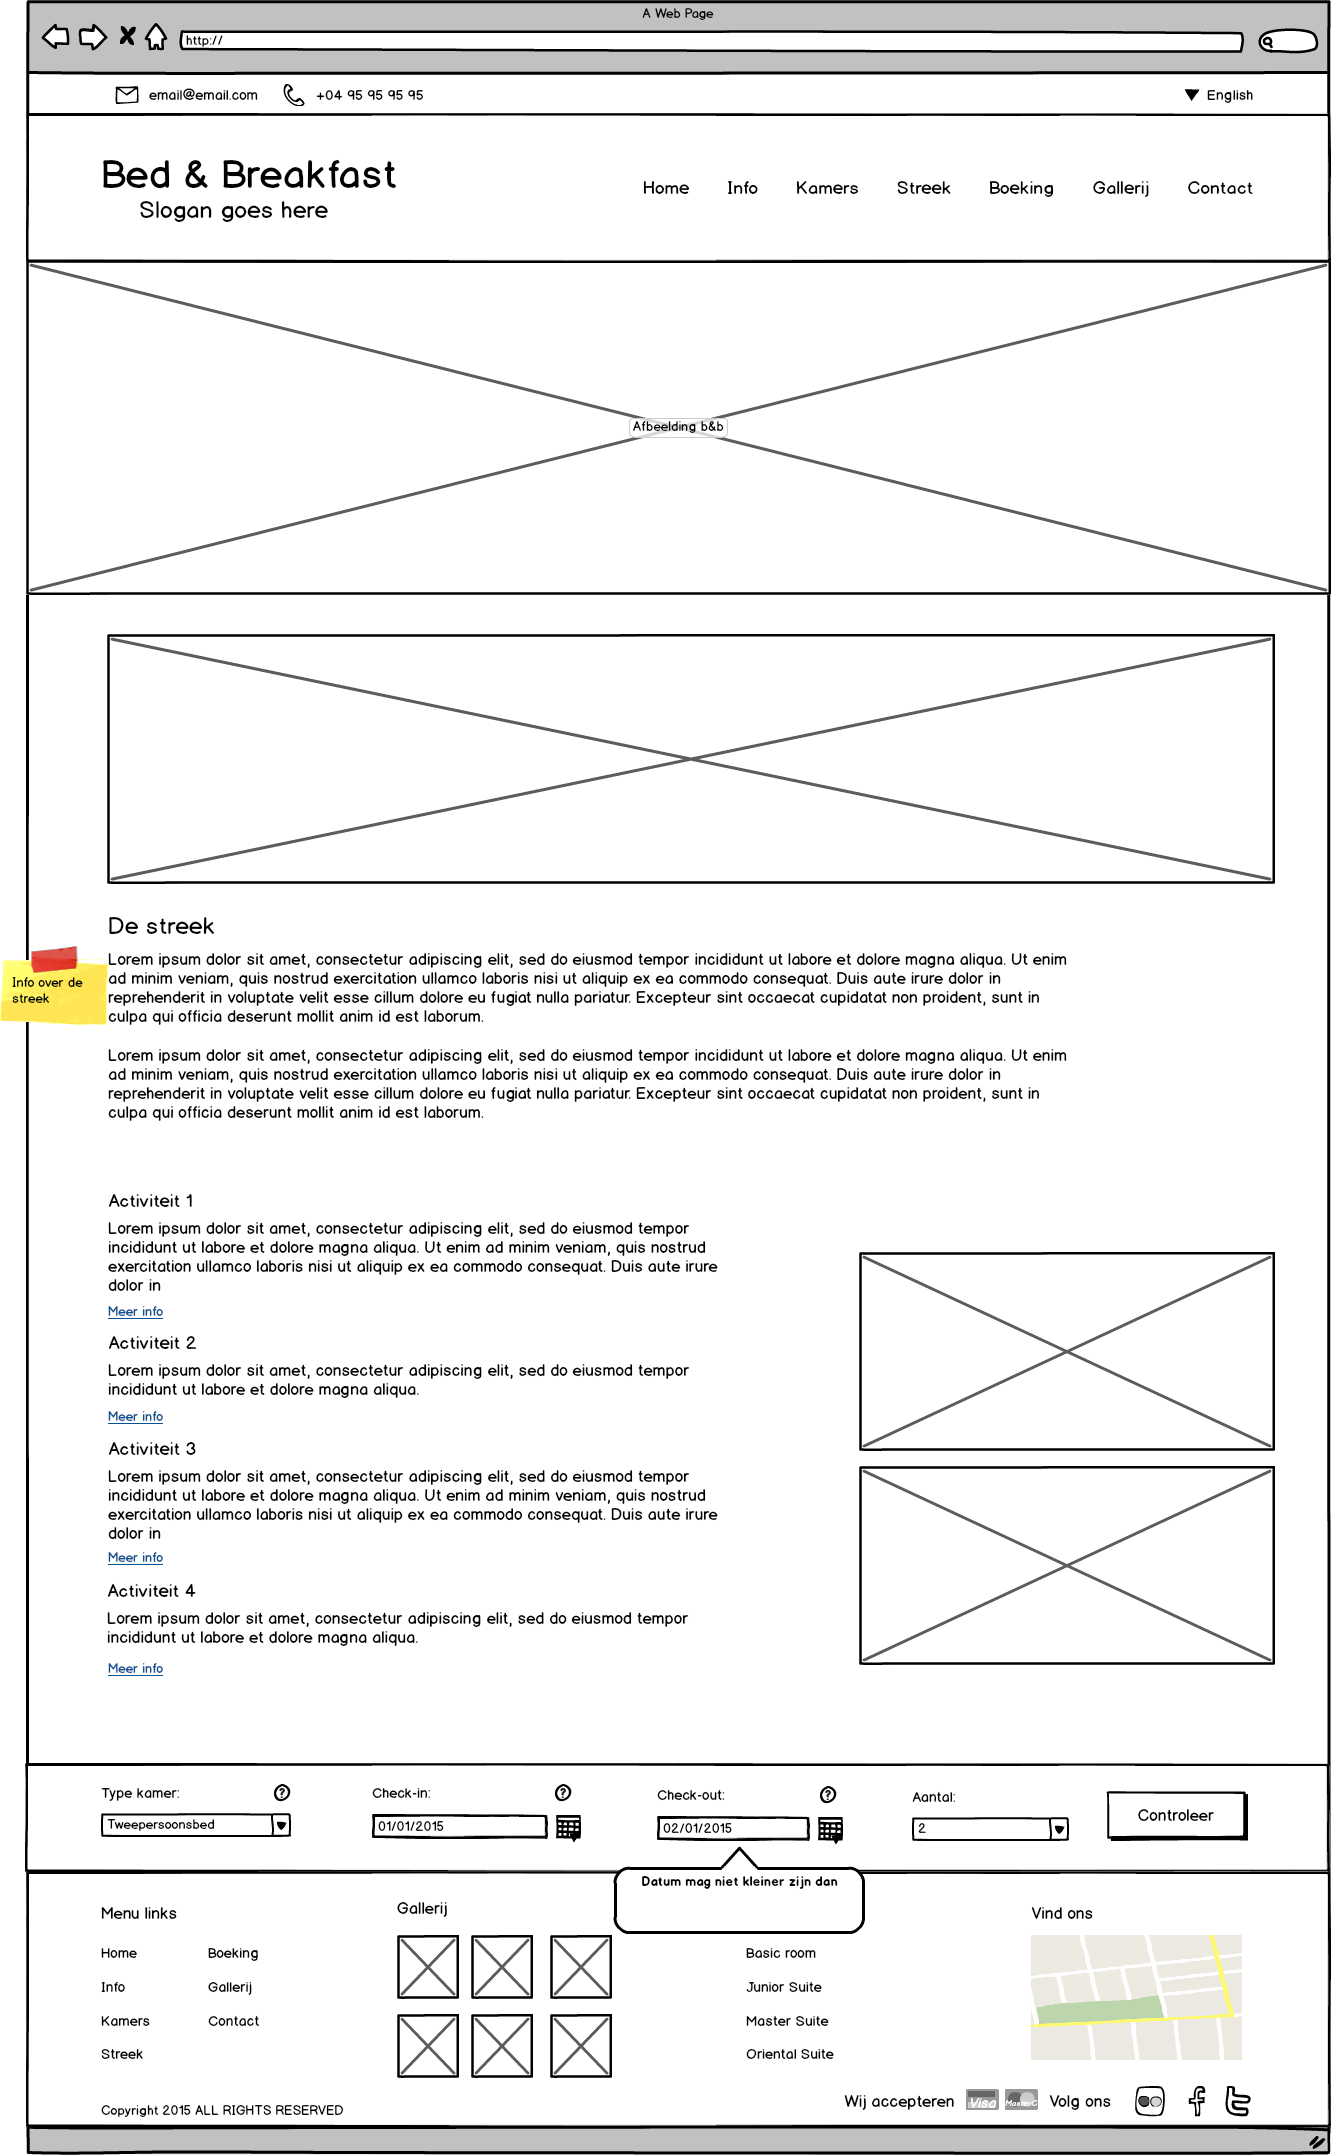 A Web Page
http://
email@email.com
+04 95 95 95 95
English
Bed & Breakfast
Slogan goes here
Home
Info
Kamers
Streek
Boeking
Gallerij
Contact
Afbeelding b&b
De streek
Info over de
streek
Lorem ipsum dolor sit amet, consectetur adipiscing elit, sed do eiusmod tempor incididunt ut labore et dolore magna aliqua. Ut enim
ad minim veniam, quis nostrud exercitation ullamco laboris nisi ut aliquip ex ea commodo consequat. Duis aute irure dolor in
reprehenderit in voluptate velit esse cillum dolore eu fugiat nulla pariatur. Excepteur sint occaecat cupidatat non proident, sunt in
culpa qui officia deserunt mollit anim id est laborum.
Lorem ipsum dolor sit amet, consectetur adipiscing elit, sed do eiusmod tempor incididunt ut labore et dolore magna aliqua. Ut enim
ad minim veniam, quis nostrud exercitation ullamco laboris nisi ut aliquip ex ea commodo consequat. Duis aute irure dolor in
reprehenderit in voluptate velit esse cillum dolore eu fugiat nulla pariatur. Excepteur sint occaecat cupidatat non proident, sunt in
culpa qui officia deserunt mollit anim id est laborum.
Activiteit 1
Lorem ipsum dolor sit amet, consectetur adipiscing elit, sed do eiusmod tempor
incididunt ut labore et dolore magna aliqua. Ut enim ad minim veniam, quis nostrud
exercitation ullamco laboris nisi ut aliquip ex ea commodo consequat. Duis aute irure
dolor in
Meer info
Activiteit 2
Lorem ipsum dolor sit amet, consectetur adipiscing elit, sed do eiusmod tempor
incididunt ut labore et dolore magna aliqua.
Meer info
Activiteit 3
Lorem ipsum dolor sit amet, consectetur adipiscing elit, sed do eiusmod tempor
incididunt ut labore et dolore magna aliqua. Ut enim ad minim veniam, quis nostrud
exercitation ullamco laboris nisi ut aliquip ex ea commodo consequat. Duis aute irure
dolor in
Meer info
Activiteit 4
Lorem ipsum dolor sit amet, consectetur adipiscing elit, sed do eiusmod tempor
incididunt ut labore et dolore magna aliqua.
Meer info
Type kamer:
?
Tweepersoonsbed
Check-in:
?
01/01/2015
Check-out:
?
02/01/2015
Aantal:
2
Controleer
Datum mag niet kleiner zijn dan
Menu links
Home
Info
Kamers
Streek
Boeking
Gallerij
Contact
Gallerij
Basic room
Junior Suite
Master Suite
Oriental Suite
Vind ons
Wij accepteren
Visa
MasterC
Volg ons
Copyright 2015 ALL RIGHTS RESERVED